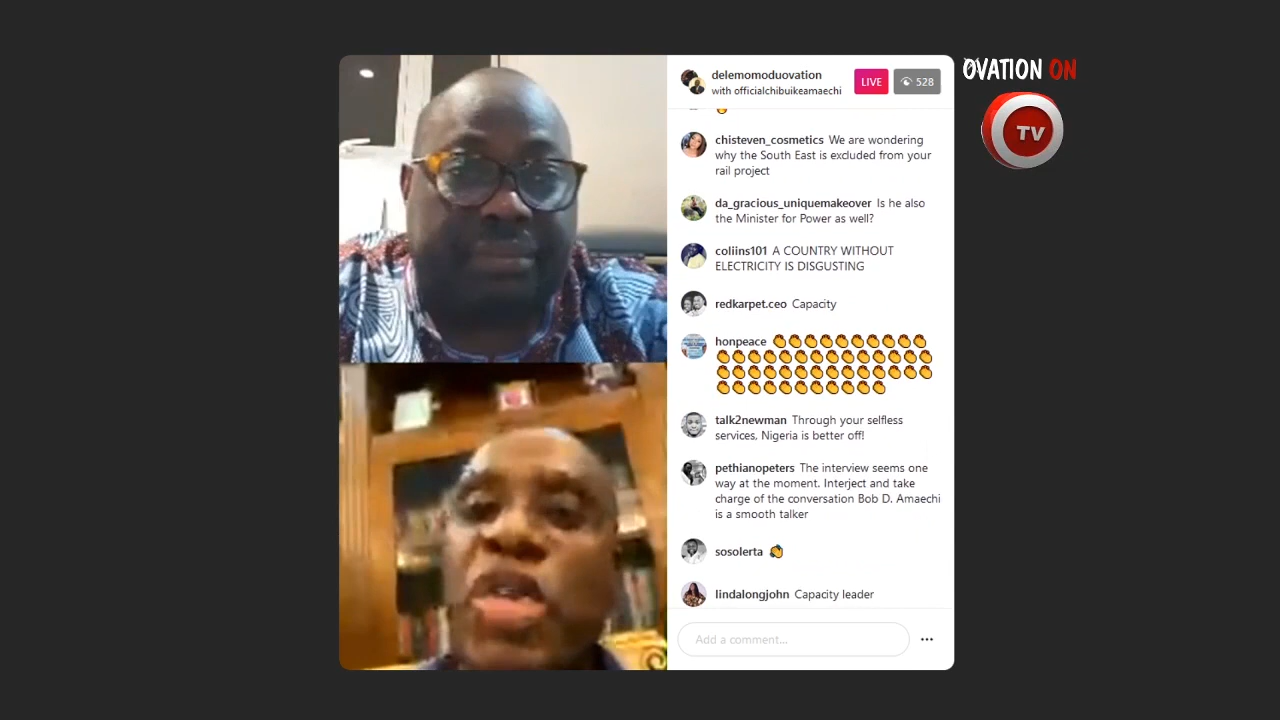 OVATION ON
TV
delemomoduovation
with officialchibuikeamaechi
LIVE
528
chisteven_cosmetics We are wondering
why the South East is excluded from your
rail project
da_gracious_uniquemakeover Is he also
the Minister for Power as well?
coliins101 A COUNTRY WITHOUT
ELECTRICITY IS DISGUSTING
redkarpet.ceo Capacity
honpeace 👏👏👏👏👏👏👏👏👏👏
👏👏👏👏👏👏👏👏👏👏👏👏👏👏
👏👏👏👏👏👏👏👏👏👏👏👏👏👏
👏👏👏👏👏👏👏👏👏👏👏
talk2newman Through your selfless
services, Nigeria is better off!
pethianopeters The interview seems one
way at the moment. Interject and take
charge of the conversation Bob D. Amaechi
is a smooth talker
sosolerta 👏
lindalongjohn Capacity leader
Add a comment...